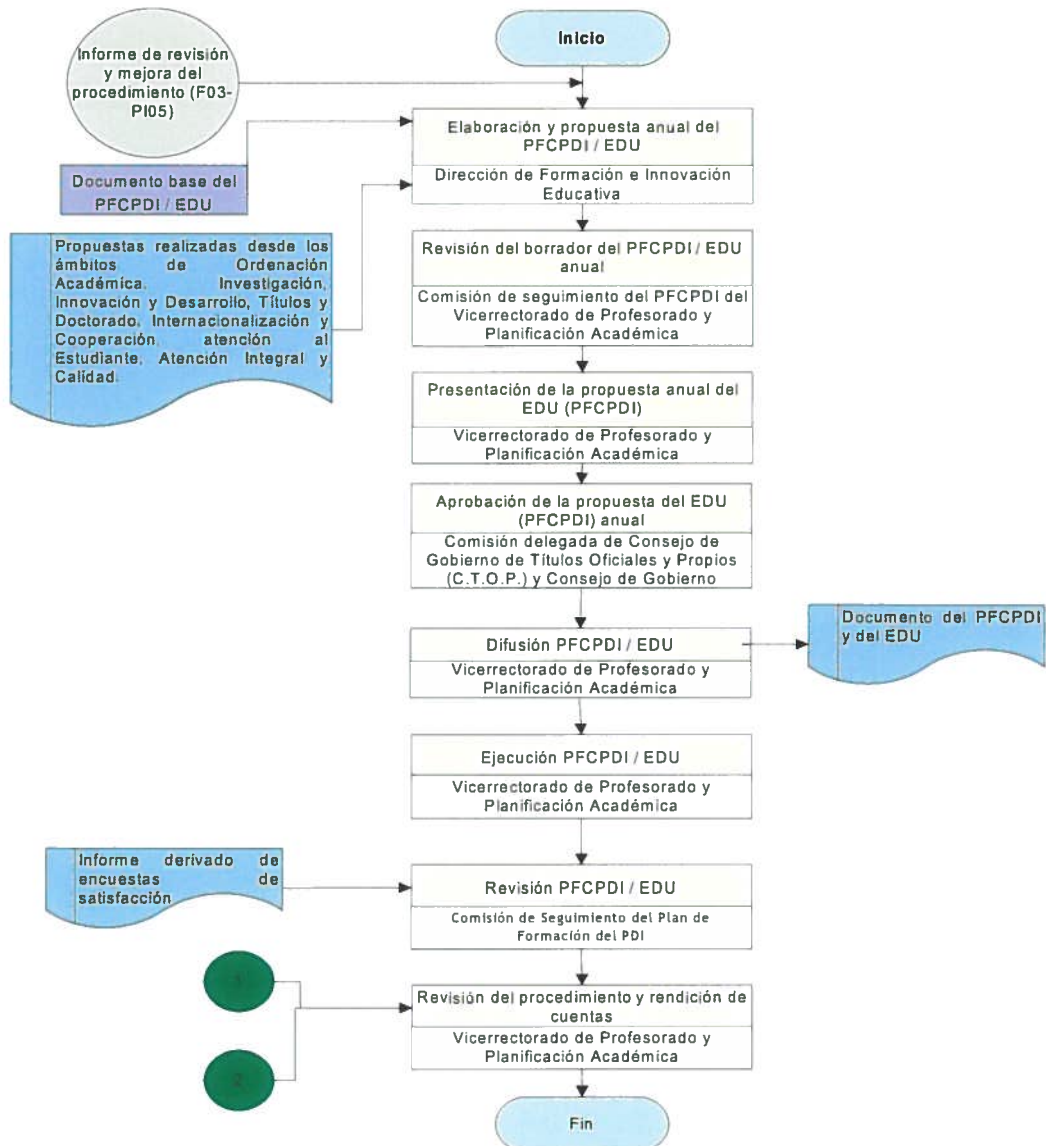 Inicio
Informe de revisión
y mejora del
procedimiento (F03-
PI05)
Elaboración y propuesta anual del
PFCPDI / EDU
Dirección de Formación e Innovación
Educativa
Documento base del
PFCPDI / EDU
Propuestas realizadas desde los
ámbitos de Ordenación
Académica, Investigación,
Innovación y Desarrollo, Títulos y
Doctorado, Internacionalización y
Cooperación, atención al
Estudiante, Atención Integral y
Calidad.
Revisión del borrador del PFCPDI / EDU
anual
Comisión de seguimiento del PFCPDI del
Vicerrectorado de Profesorado y
Planificación Académica
Presentación de la propuesta anual del
EDU (PFCPDI)
Vicerrectorado de Profesorado y
Planificación Académica
Aprobación de la propuesta del EDU
(PFCPDI) anual
Comisión delegada de Consejo de
Gobierno de Títulos Oficiales y Propios
(C.T.O.P.) y Consejo de Gobierno
Difusión PFCPDI / EDU
Vicerrectorado de Profesorado y
Planificación Académica
Documento del PFCPDI
y del EDU
Ejecución PFCPDI / EDU
Vicerrectorado de Profesorado y
Planificación Académica
Informe derivado de
encuestas de
satisfacción
Revisión PFCPDI / EDU
Comisión de Seguimiento del Plan de
Formación del PDI
1
2
Revisión del procedimiento y rendición de
cuentas
Vicerrectorado de Profesorado y
Planificación Académica
Fin